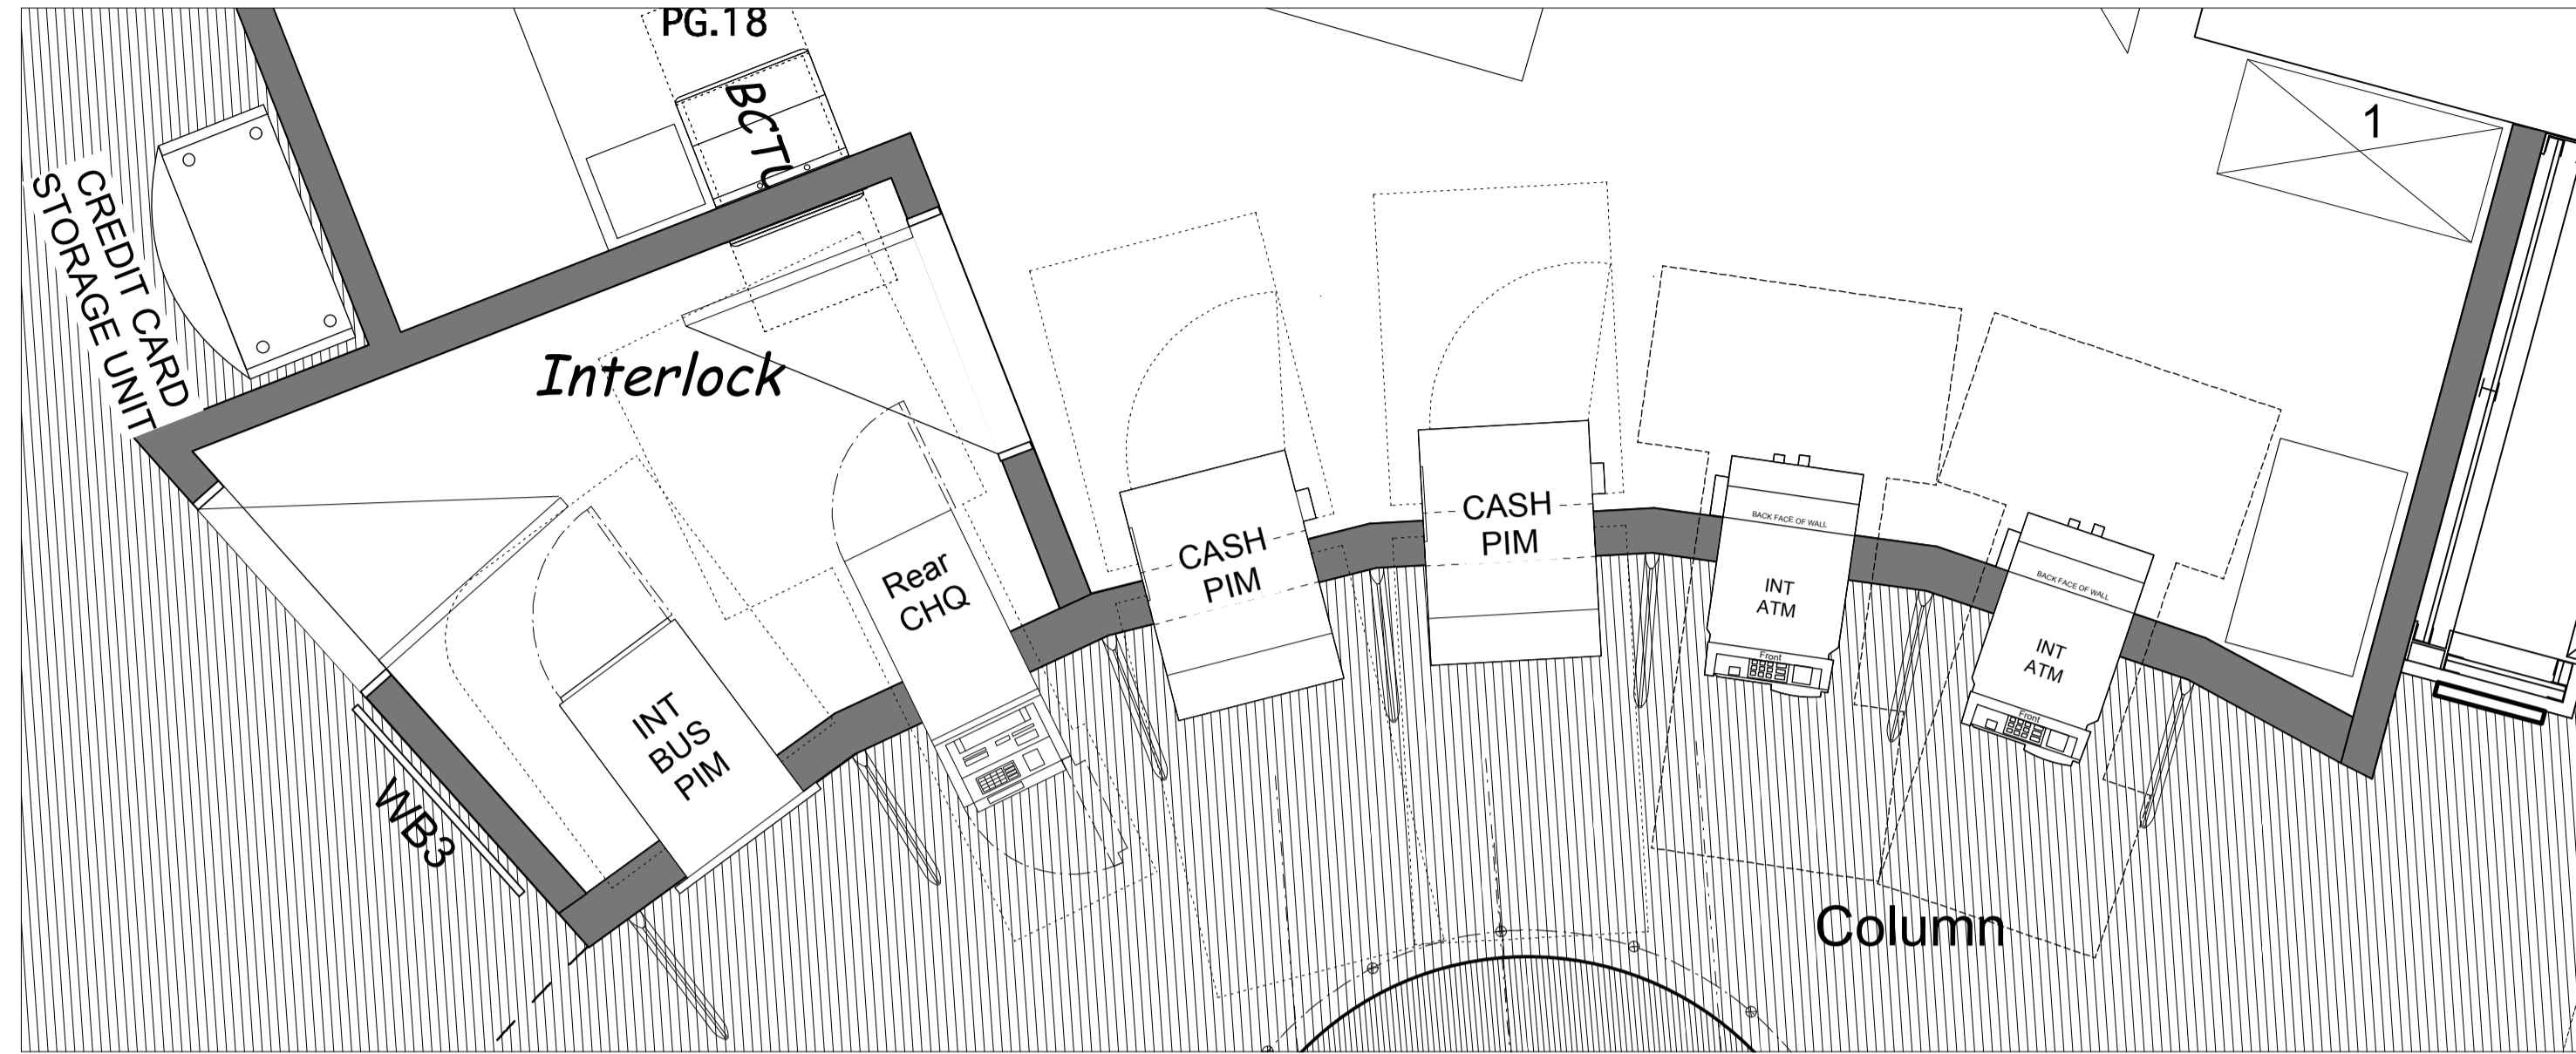 PG.18
BCTU
1
CREDIT CARD
STORAGE UNIT
Interlock
Rear
CHQ
CASH
PIM
CASH
PIM
BACK FACE OF WALL
INT
ATM
Front
BACK FACE OF WALL
INT
ATM
Front
INT
BUS
PIM
WB3
Column